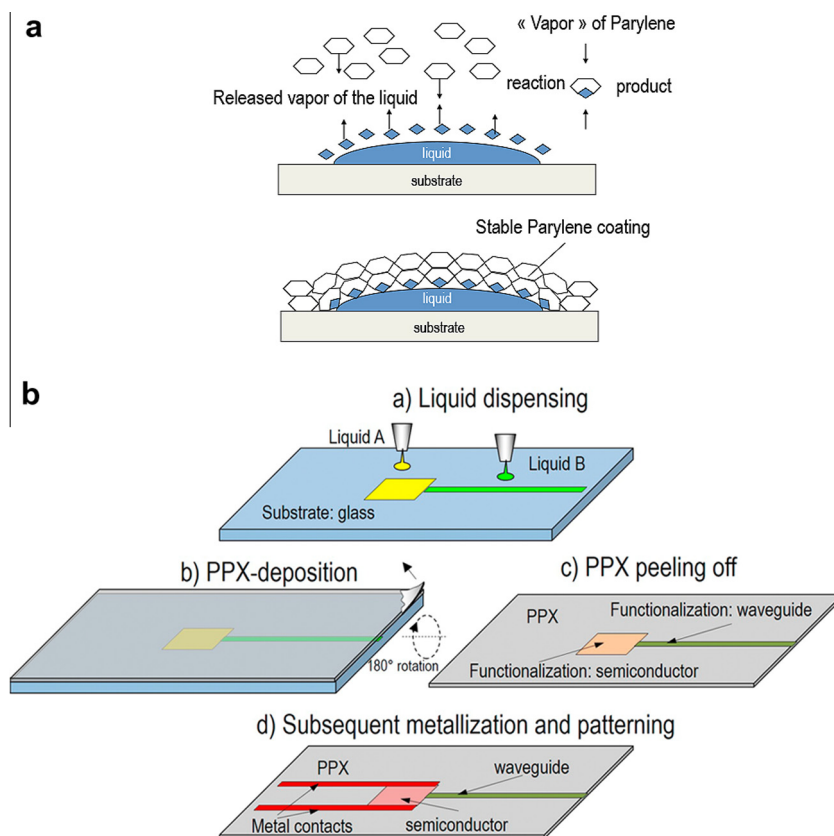 a
« Vapor » of Parylene
Released vapor of the liquid
reaction product
liquid
substrate
Stable Parylene coating
liquid
substrate
b
a) Liquid dispensing
Liquid A
Liquid B
Substrate: glass
b) PPX-deposition
180° rotation
c) PPX peeling off
PPX
Functionalization: waveguide
Functionalization: semiconductor
d) Subsequent metallization and patterning
PPX
waveguide
Metal contacts
semiconductor